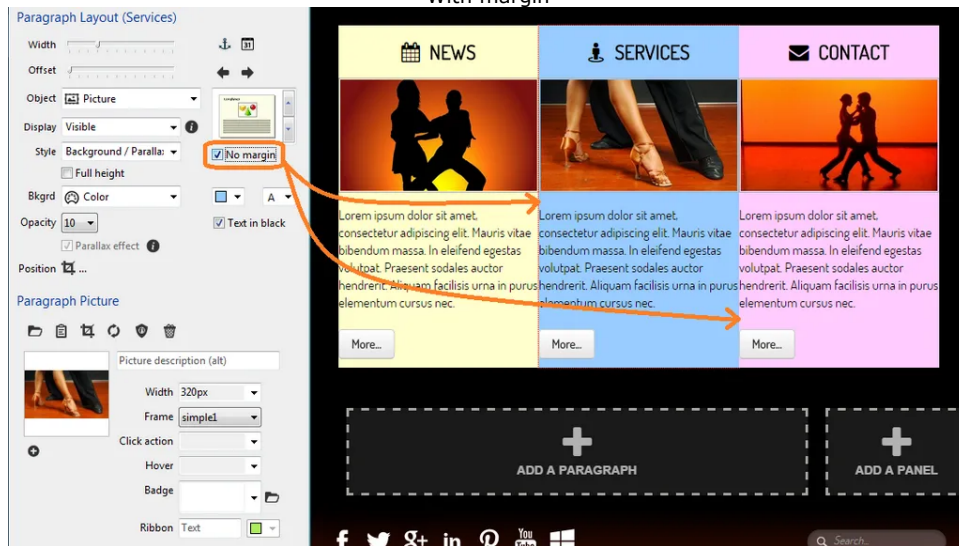 With margin
Paragraph Layout (Services)
Width
Offset
Object Picture
Display Visible
Style Background / Paralla:
No margin
Full height
Bkgrd Color
A
Opacity 10
Text in black
Parallax effect
Position ...
Paragraph Picture
Picture description (alt)
Width 320px
Frame simple1
Click action
Hover
Badge
Ribbon Text
NEWS
Lorem ipsum dolor sit amet,
consectetur adipiscing elit. Mauris vitae
bibendum massa. In eleifend egestas
volutpat. Praesent sodales auctor
hendrerit. Aliquam facilisis urna in purus
elementum cursus nec.
More...
SERVICES
Lorem ipsum dolor sit amet,
consectetur adipiscing elit. Mauris vitae
bibendum massa. In eleifend egestas
volutpat. Praesent sodales auctor
hendrerit. Aliquam facilisis urna in purus
elementum cursus nec.
More...
CONTACT
Lorem ipsum dolor sit amet,
consectetur adipiscing elit. Mauris vitae
bibendum massa. In eleifend egestas
volutpat. Praesent sodales auctor
hendrerit. Aliquam facilisis urna in purus
elementum cursus nec.
More...
ADD A PARAGRAPH
ADD A PANEL
You
Search...